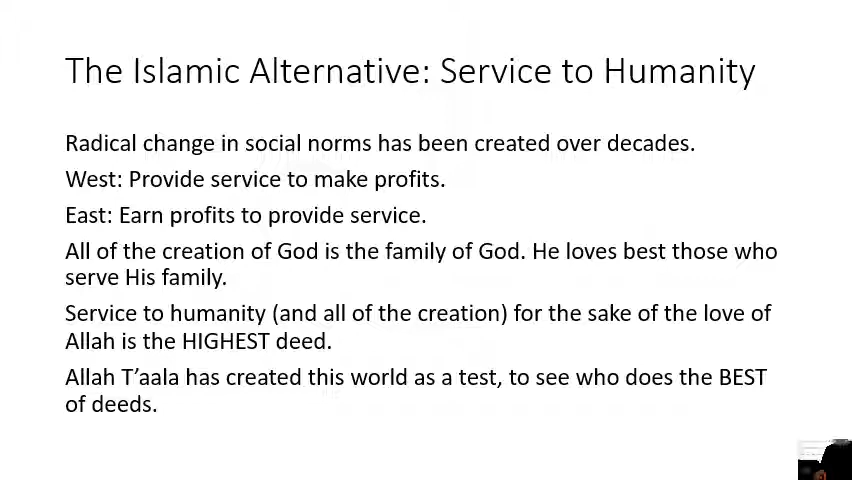 The Islamic Alternative: Service to Humanity
Radical change in social norms has been created over decades.
West: Provide service to make profits.
East: Earn profits to provide service.
All of the creation of God is the family of God. He loves best those who
serve His family.
Service to humanity (and all of the creation) for the sake of the love of
Allah is the HIGHEST deed.
Allah T’aala has created this world as a test, to see who does the BEST
of deeds.